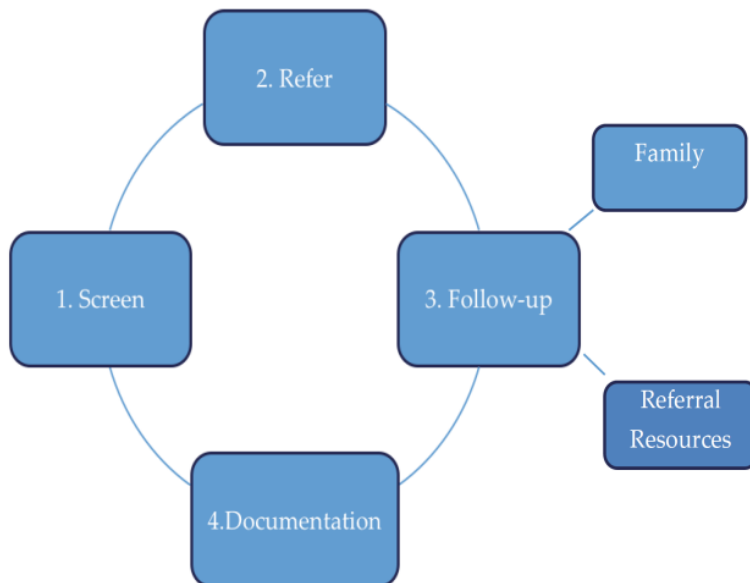 2. Refer
Family
1. Screen
3. Follow-up
Referral
Resources
4.Documentation